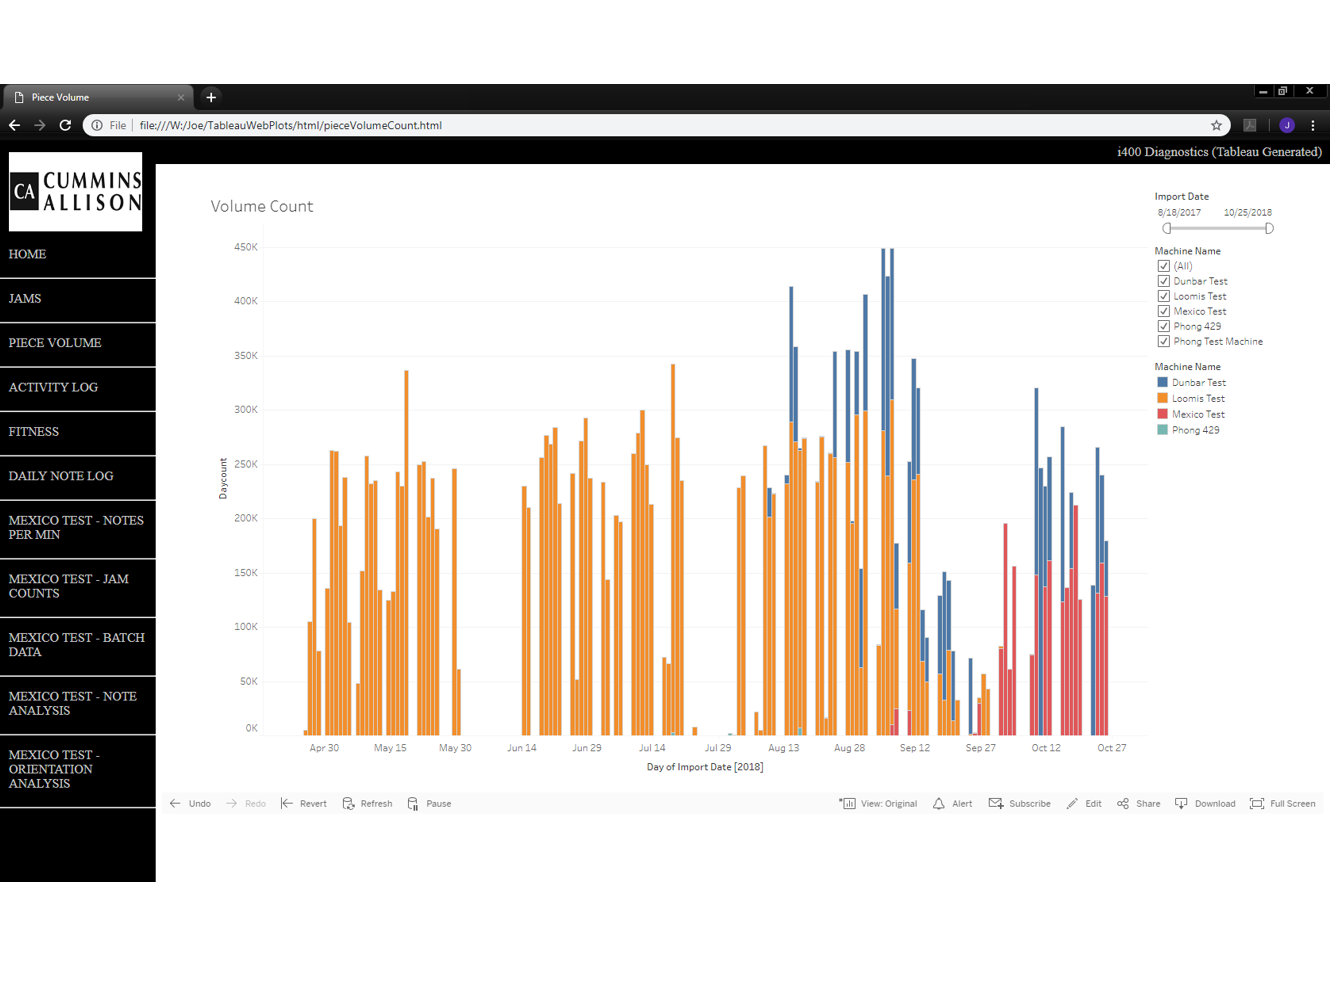 Piece Volume
File
file:///W:/Joe/TableauWebPlots/html/pieceVolumeCount.html
J
i400 Diagnostics (Tableau Generated)
CA CUMMINS
ALLISON
HOME
JAMS
PIECE VOLUME
ACTIVITY LOG
FITNESS
DAILY NOTE LOG
MEXICO TEST - NOTES
PER MIN
MEXICO TEST - JAM
COUNTS
MEXICO TEST - BATCH
DATA
MEXICO TEST - NOTE
ANALYSIS
MEXICO TEST -
ORIENTATION
ANALYSIS
Volume Count
450K
400K
350K
300K
250K
200K
150K
100K
50K
0K
Daycount
Apr 30 May 15 May 30 Jun 14 Jun 29 Jul 14 Jul 29 Aug 13 Aug 28 Sep 12 Sep 27 Oct 12 Oct 27
Day of Import Date [2018]
Import Date
8/18/2017 10/25/2018
Machine Name
(All)
Dunbar Test
Loomis Test
Mexico Test
Phong 429
Phong Test Machine
Machine Name
Dunbar Test
Loomis Test
Mexico Test
Phong 429
Undo Redo Revert Refresh Pause View: Original Alert Subscribe Edit Share Download Full Screen